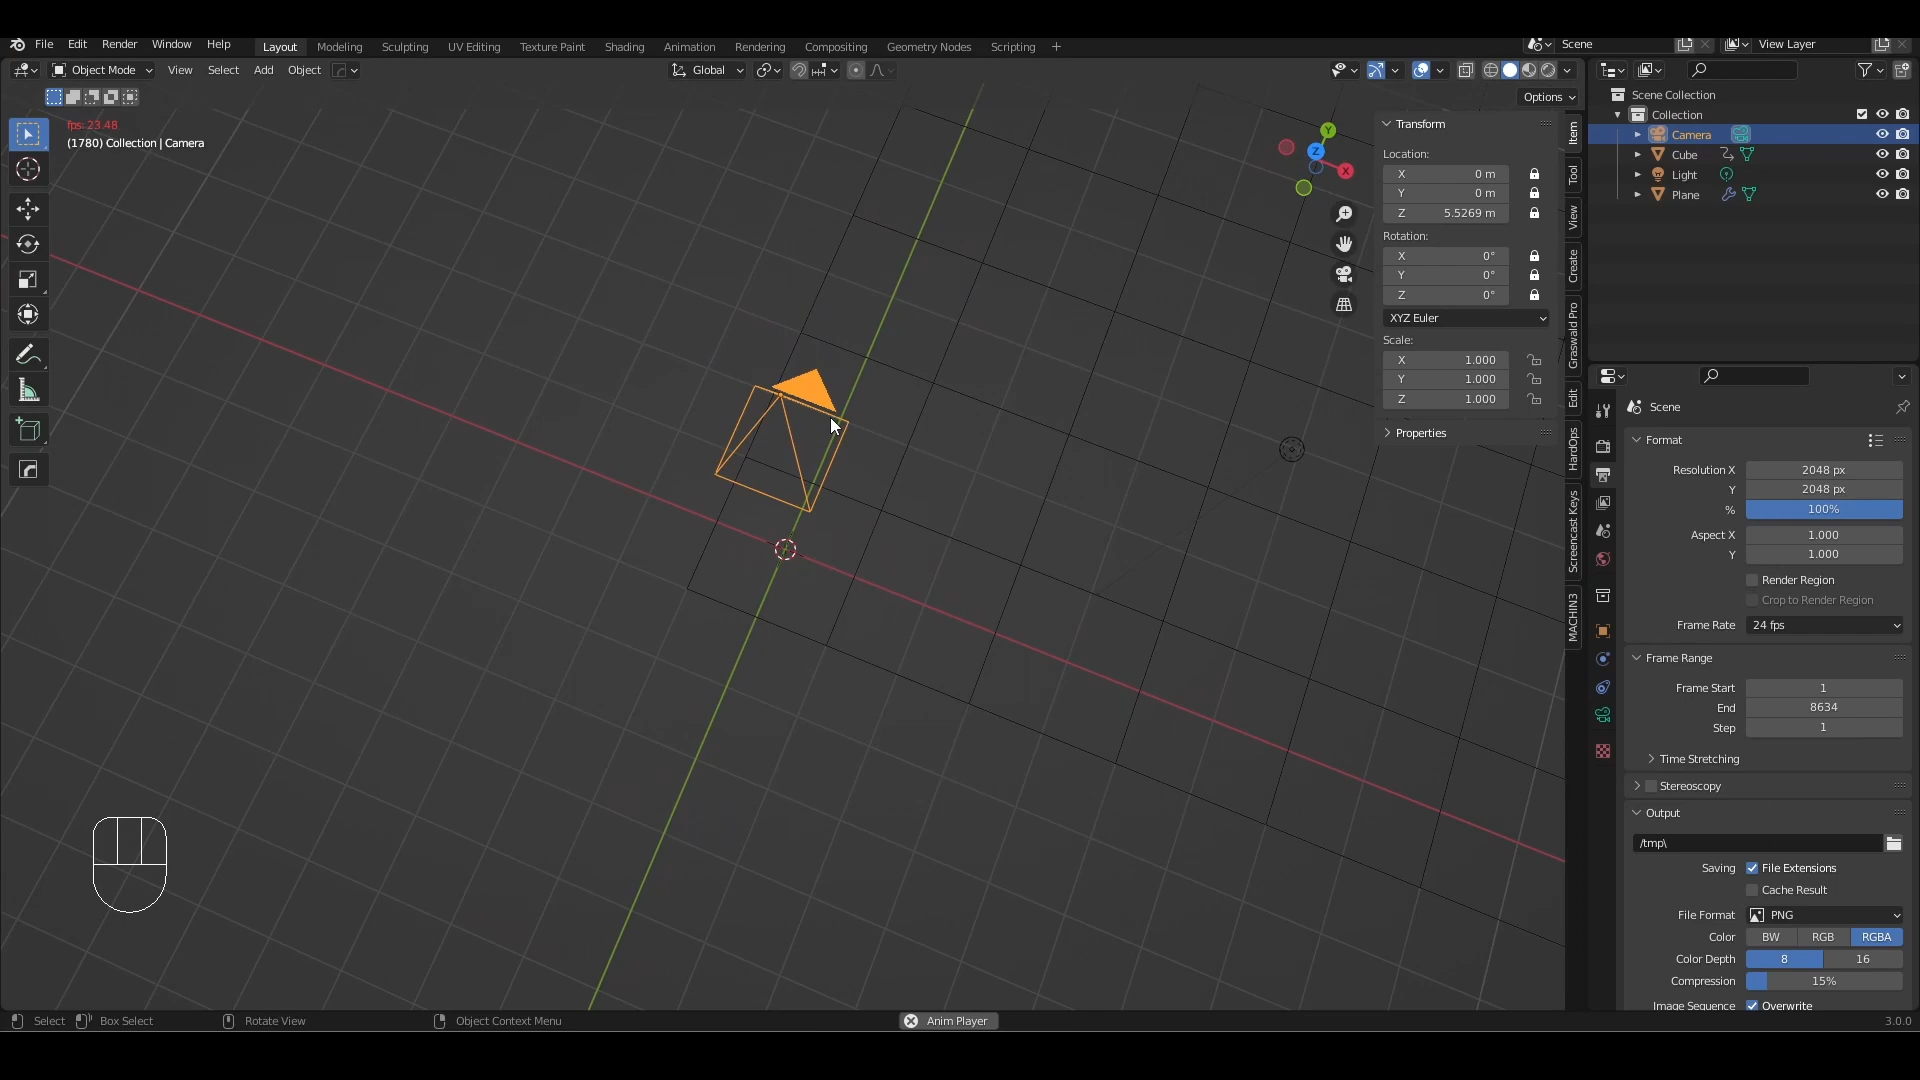 File Edit Render Window Help Layout Modeling Sculpting UV Editing Texture Paint Shading Animation Rendering Compositing Geometry Nodes Scripting + Scene View Layer
Object Mode View Select Add Object Global
Options
fps: 23.48
(1780) Collection | Camera
Y
Z
X
Transform
Location:
X 0 m
Y 0 m
Z 5.5269 m
Rotation:
X 0°
Y 0°
Z 0°
XYZ Euler
Scale:
X 1.000
Y 1.000
Z 1.000
Properties
Item
Tool
View
Create
Graswald Pro
Edit
HardOps
Screencast Keys
MACHIN3
Scene Collection
Collection
Camera
Cube
Light
Plane
Scene
Format
Resolution X 2048 px
Y 2048 px
% 100%
Aspect X 1.000
Y 1.000
Render Region
Crop to Render Region
Frame Rate 24 fps
Frame Range
Frame Start 1
End 8634
Step 1
Time Stretching
Stereoscopy
Output
/tmp\
Saving File Extensions
Cache Result
File Format PNG
Color BW RGB RGBA
Color Depth 8 16
Compression 15%
Image Sequence Overwrite
Select Box Select Rotate View Object Context Menu Anim Player 3.0.0